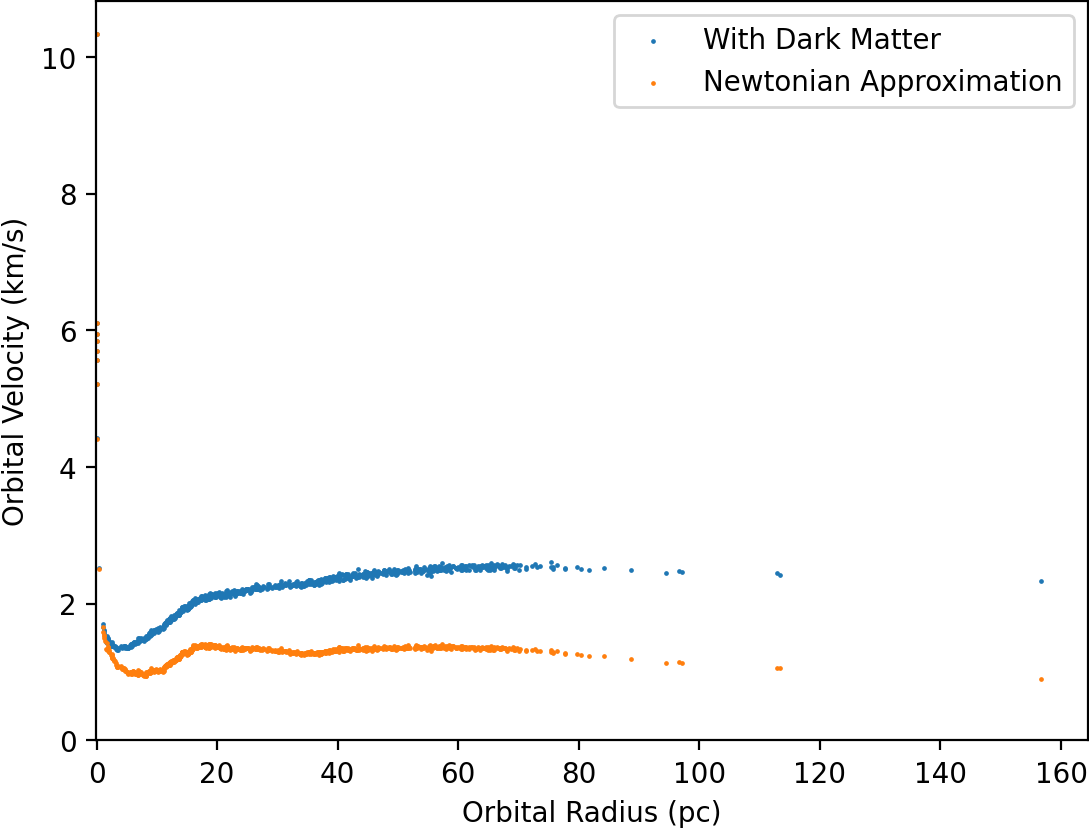 With Dark Matter
Newtonian Approximation
10
8
6
4
2
0
Orbital Velocity (km/s)
0 20 40 60 80 100 120 140 160
Orbital Radius (pc)